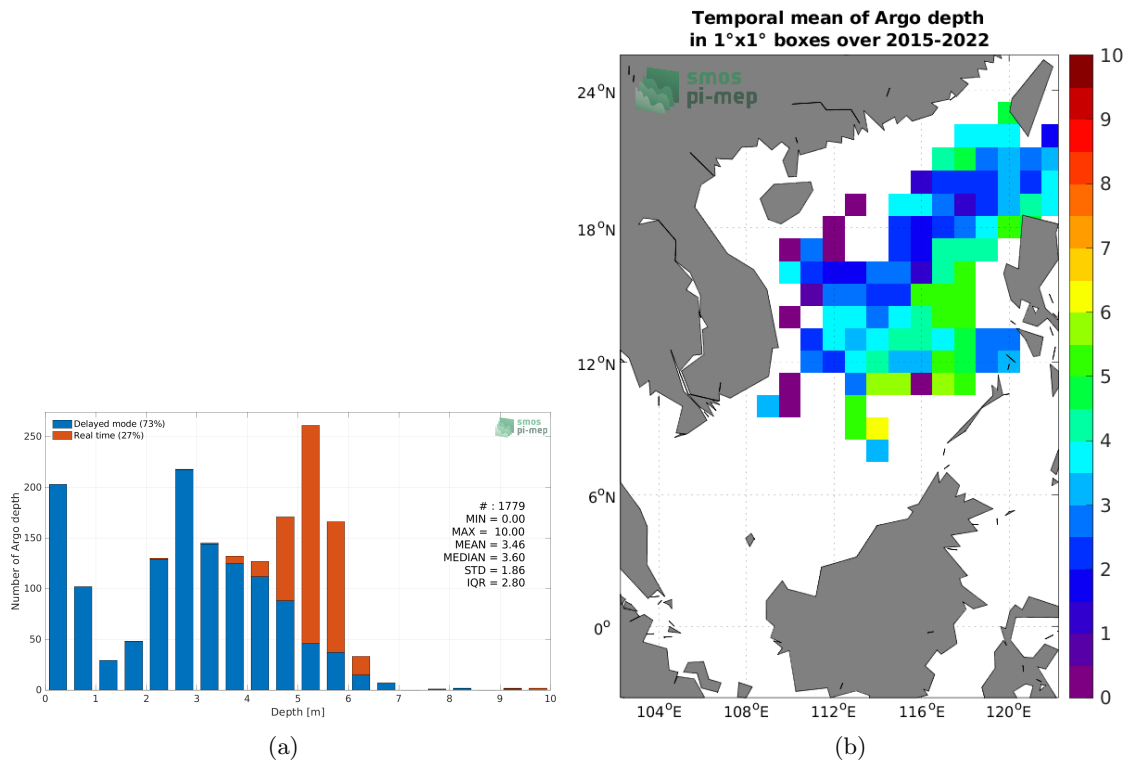 Temporal mean of Argo depth
in 1°x1° boxes over 2015-2022
smos
pi-mep
24°N
18°N
12°N
6°N
0°
104°E
108°E
112°E
116°E
120°E
10
9
8
7
6
5
4
3
2
1
0
Delayed mode (73%)
Real time (27%)
smos
pi-mep
# : 1779
MIN = 0.00
MAX = 10.00
MEAN = 3.46
MEDIAN = 3.60
STD = 1.86
IQR = 2.80
Number of Argo depth
250
200
150
100
50
0
0 1 2 3 4 5 6 7 8 9 10
Depth [m]
(a)
(b)